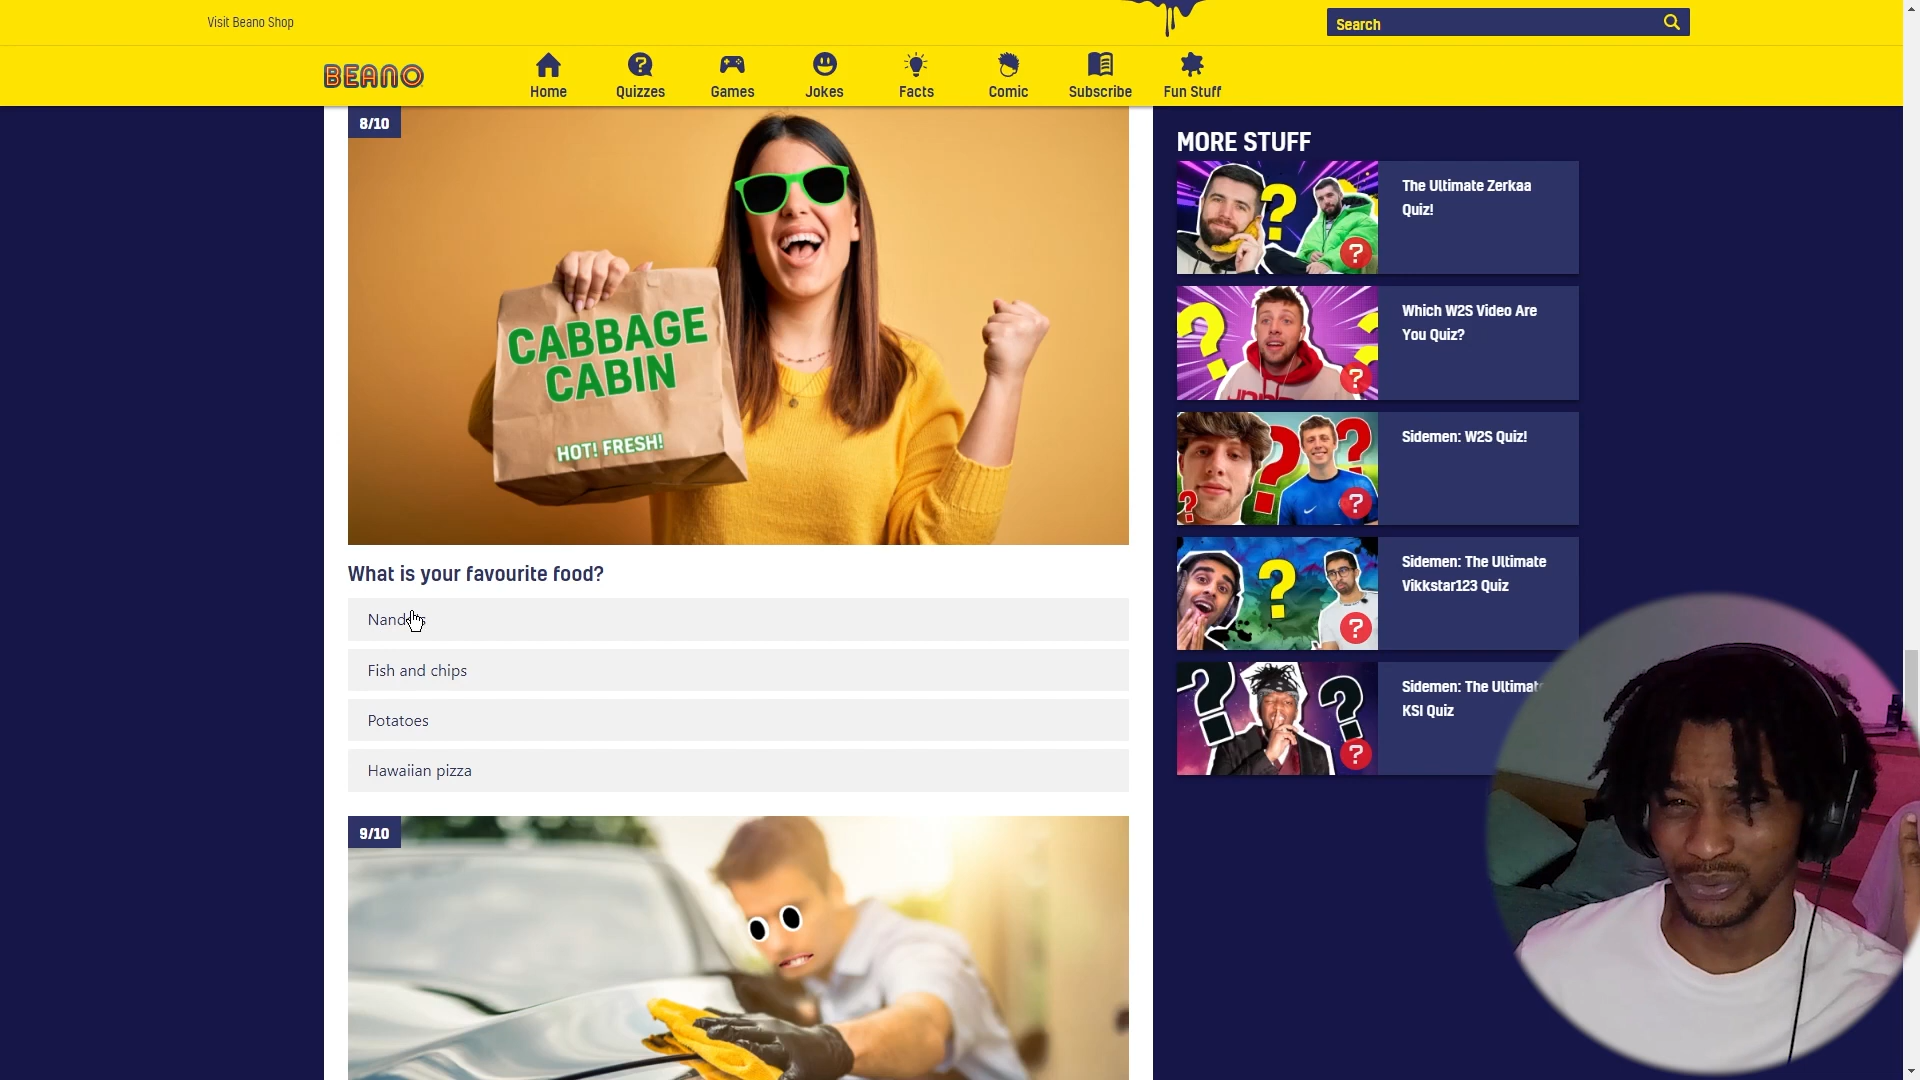 Visit Beano Shop
Search
BEANO
Home
Quizzes
Games
Jokes
Facts
Comic
Subscribe
Fun Stuff
8/10
CABBAGE
CABIN
HOT! FRESH!
What is your favourite food?
Fish and chips
Potatoes
Hawaiian pizza
9/10
MORE STUFF
The Ultimate Zerkaa
Quiz!
Which W2S Video Are
You Quiz?
Sidemen: W2S Quiz!
Sidemen: The Ultimate
Vikkstar123 Quiz
Sidemen: The Ultimate
KSI Quiz